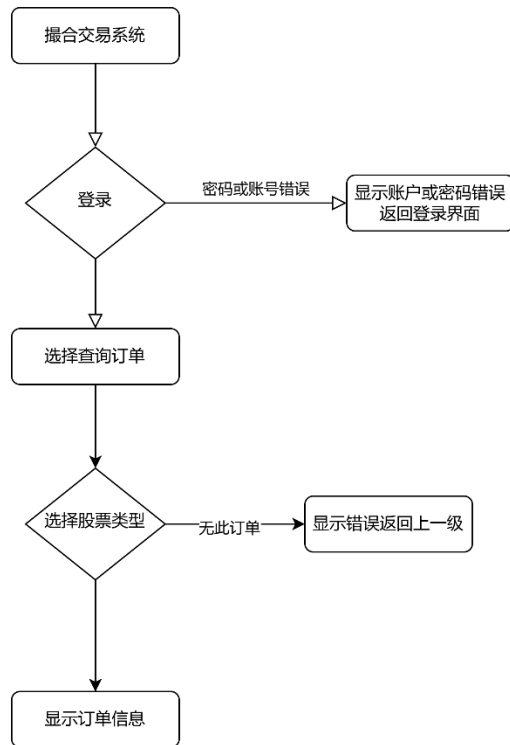 撮合交易系统
登录
密码或账号错误
显示账户或密码错误
返回登录界面
选择查询订单
选择股票类型
无此订单
显示错误返回上一级
显示订单信息